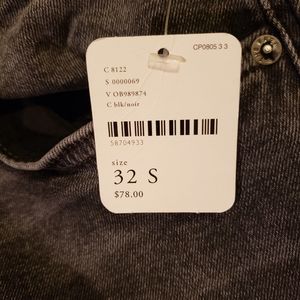 CP0805 3 3
C 8122
S 0000069
V OB989874
C blk/noir
58704933
size
32 S
$78.00